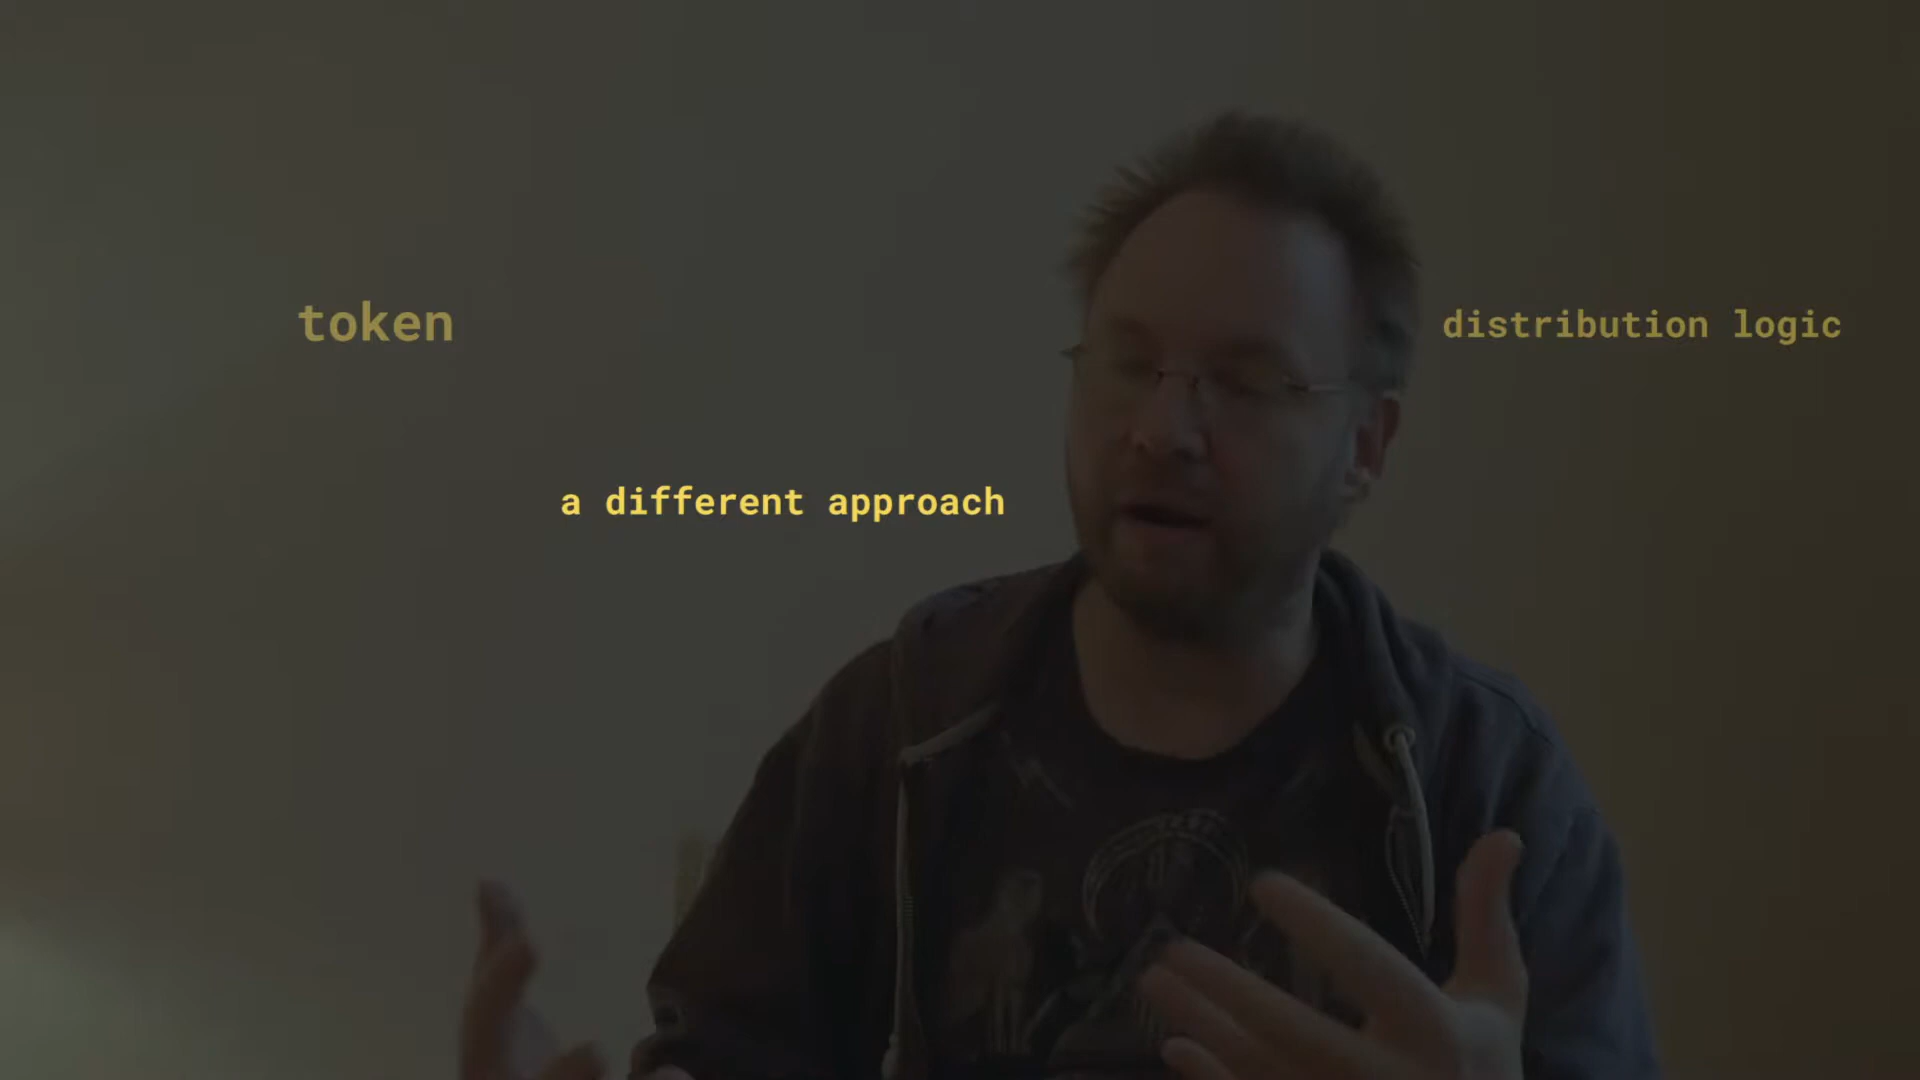 token
distribution logic
a different approach